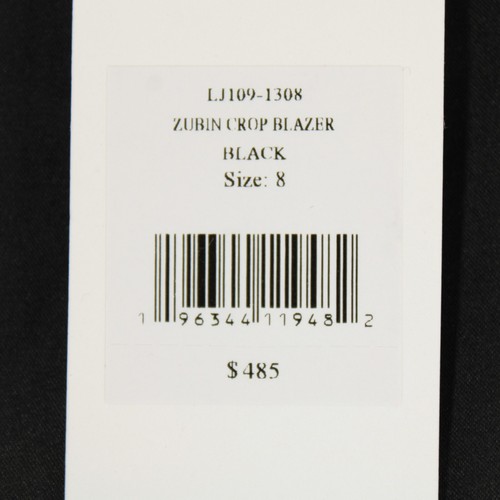 LJ109-1308
ZUBIN CROP BLAZER
BLACK
Size: 8
1 96344 11948 2
$485